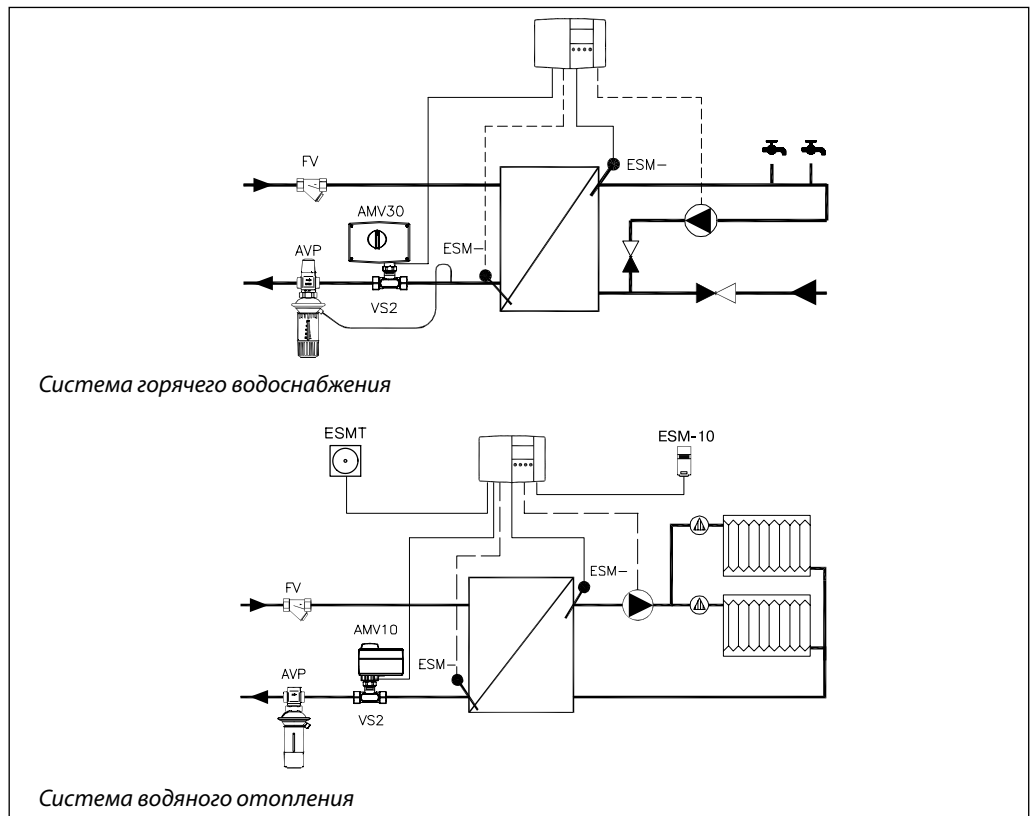 FV
ESM-
AMV30
AVP
ESM-
VS2
Система горячего водоснабжения
ESMT
ESM-10
ESM-
FV
AMV10
ESM-
AVP
VS2
Система водяного отопления